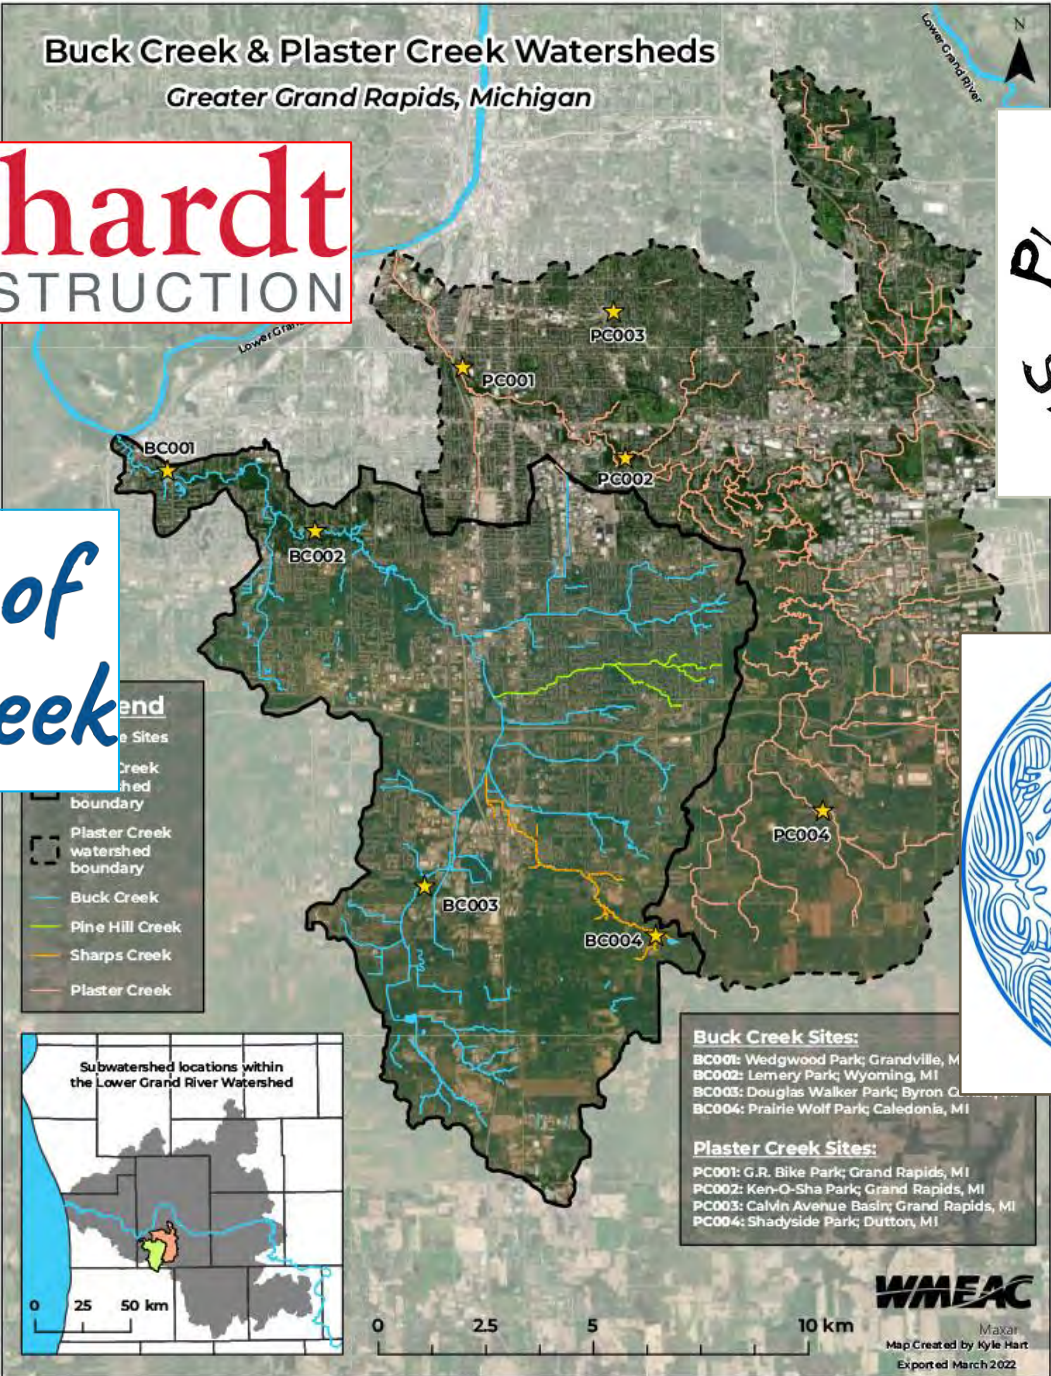 Buck Creek & Plaster Creek Watersheds
Greater Grand Rapids, Michigan
N
Lower Grand River
hardt
STRUCTION
Lower
PC003
PC001
PC002
BC001
BC002
PC004
BC003
BC004
of
eek
end
Sites
Creek
boundary
Plaster Creek
watershed
boundary
Buck Creek
Pine Hill Creek
Sharps Creek
Plaster Creek
Subwatershed locations within
the Lower Grand River Watershed
0 25 50 km
Buck Creek Sites:
BC001: Wedgwood Park; Grandville, M
BC002: Lemery Park; Wyoming, MI
BC003: Douglas Walker Park; Byron
BC004: Prairie Wolf Park; Caledonia, MI
Plaster Creek Sites:
PC001: G.R. Bike Park; Grand Rapids, MI
PC002: Ken-O-Sha Park; Grand Rapids, MI
PC003: Calvin Avenue Basin; Grand Rapids, MI
PC004: Shadyside Park; Dutton, MI
0 2.5 5 10 km
WMEAC
Maxar
Map Created by Kyle Hart
Exported March 2022